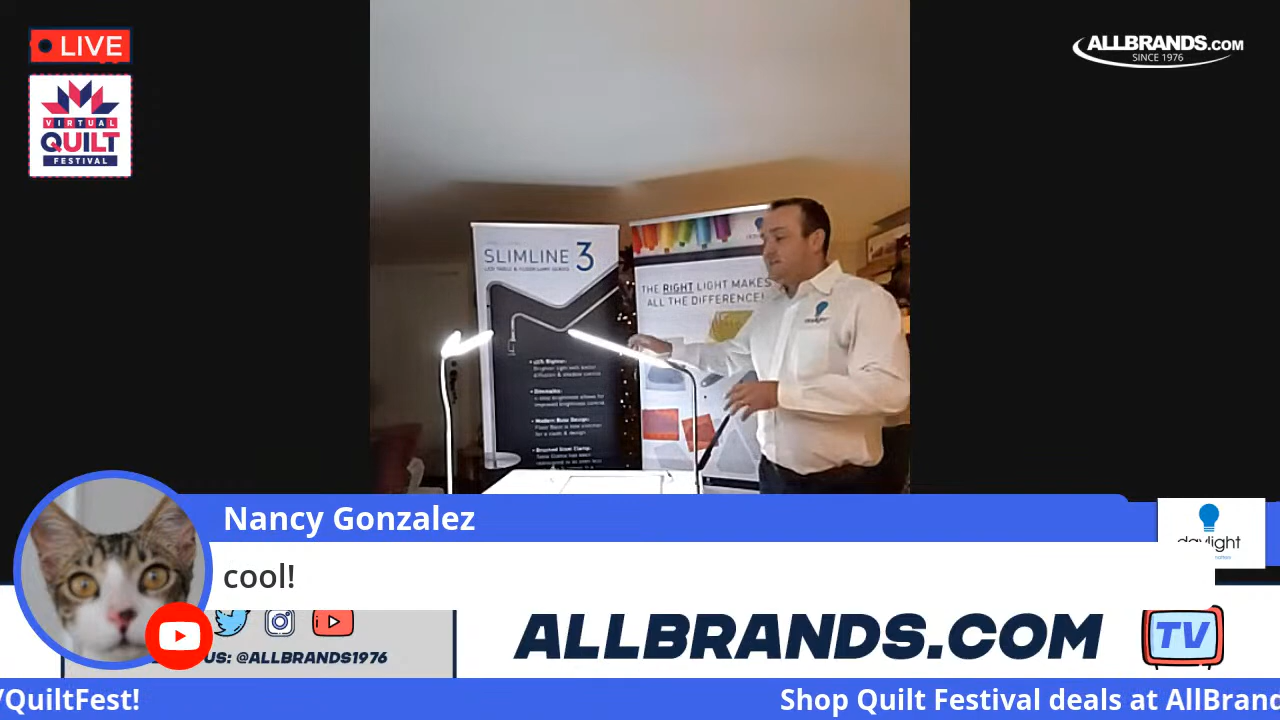 LIVE
VIRTUAL
QUILT
FESTIVAL
ALLBRANDS.COM
SINCE 1976
SLIMLINE 3
THE RIGHT LIGHT MAKES
ALL THE DIFFERENCE!
Nancy Gonzalez
cool!
daylight
US: @ALLBRANDS1976
ALLBRANDS.COM
TV
/QuiltFest!
Shop Quilt Festival deals at AllBrand